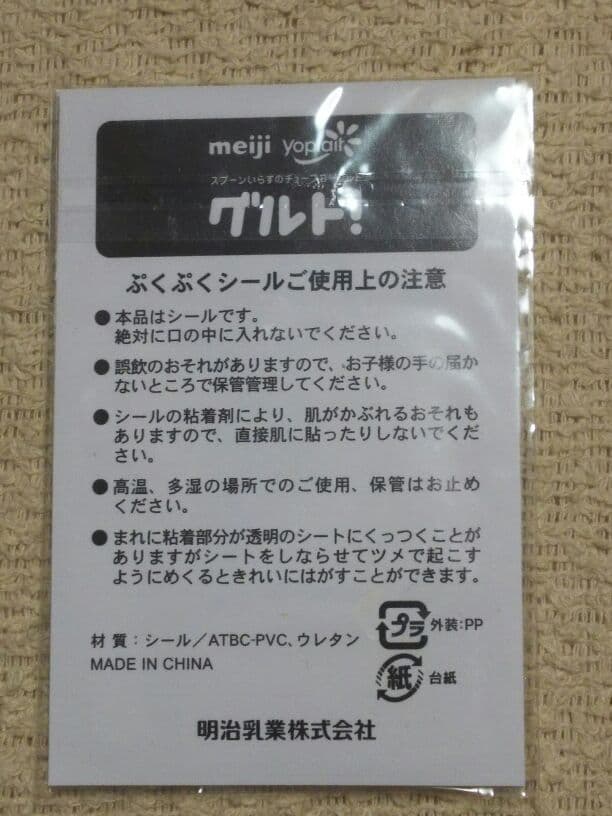 meiji yoplait
スプーンいらずのチューブヨーグルト
グルト!
ぷくぷくシールご使用上の注意
●本品はシールです。
絶対に口の中に入れないでください。
●誤飲のおそれがありますので、お子様の手の届か
ないところで保管管理してください。
●シールの粘着剤により、肌がかぶれるおそれも
ありますので、直接肌に貼ったりしないでくだ
さい。
●高温、多湿の場所でのご使用、保管はお止め
ください。
●まれに粘着部分が透明のシートにくっつくことが
ありますがシートをしならせてツメで起こす
ようにめくるときれいにはがすことができます。
プラ 外装:PP
材質:シール/ATBC-PVC、ウレタン
MADE IN CHINA
紙 台紙
明治乳業株式会社